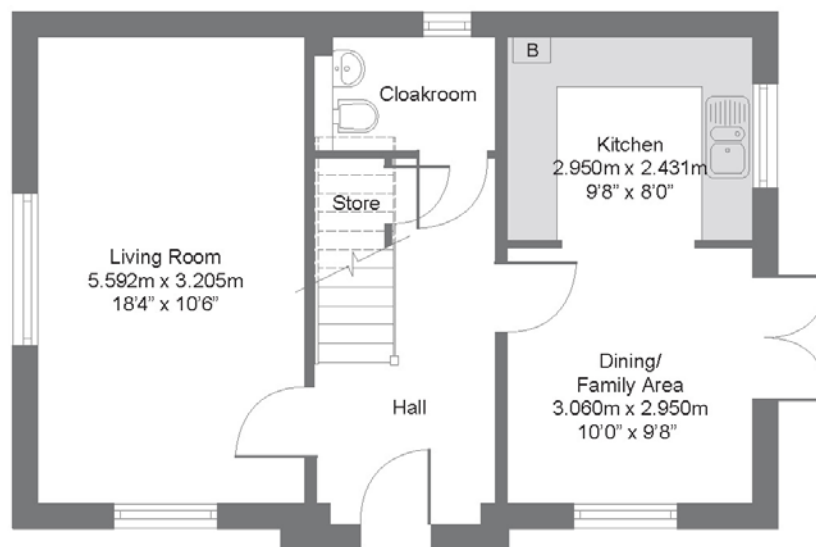 Living Room
5.592m x 3.205m
18'4” x 10'6”
Cloakroom
Store
Hall
B
Kitchen
2.950m x 2.431m
9'8” x 8'0”
Dining/
Family Area
3.060m x 2.950m
10'0” x 9'8”